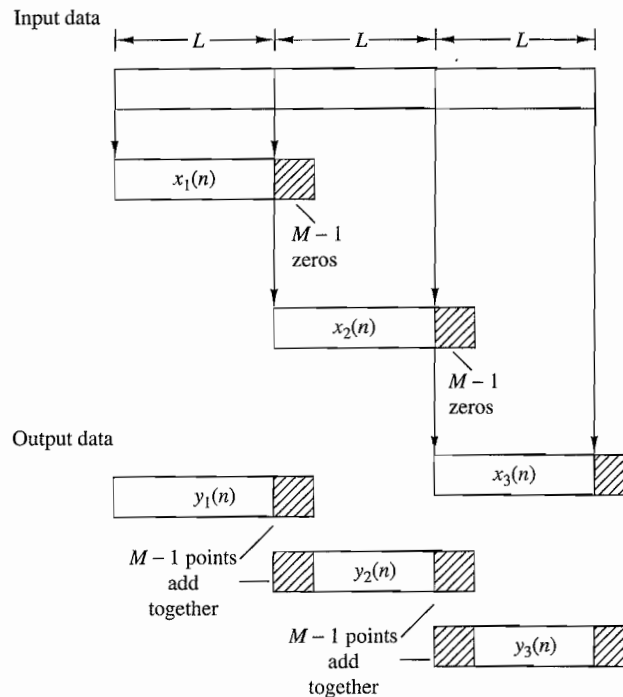 Input data
L L L
x₁(n)
M – 1
zeros
x₂(n)
M – 1
zeros
Output data
x₃(n)
y₁(n)
M – 1 points
add
together
y₂(n)
M – 1 points
add
together
y₃(n)